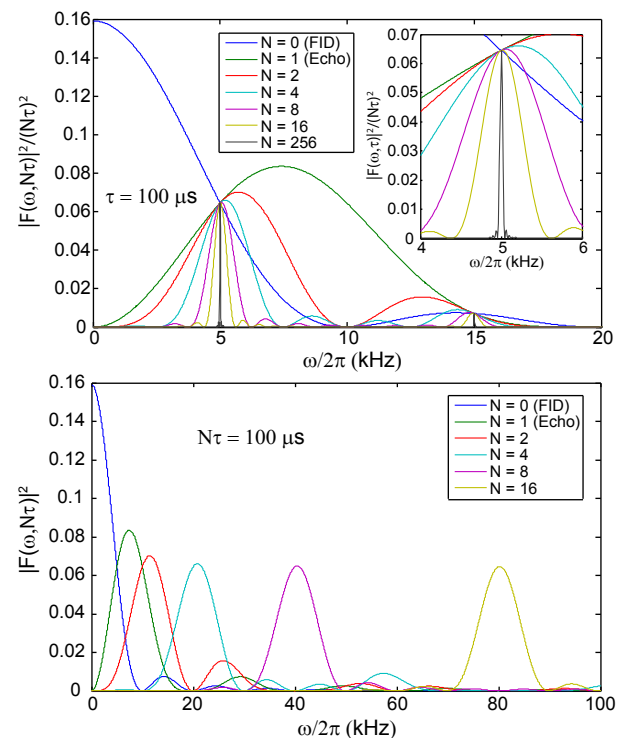 |F(ω,Nτ)|²/(Nτ)²
0.16
0.14
0.12
0.1
0.08
0.06
0.04
0.02
0
τ = 100 μs
N = 0 (FID)
N = 1 (Echo)
N = 2
N = 4
N = 8
N = 16
N = 256
|F(ω,τ)|²/(Nτ)²
0.07
0.06
0.05
0.04
0.03
0.02
0.01
0
4 5 6
ω/2π (kHz)
0 5 10 15 20
ω/2π (kHz)
|F(ω,Nτ)|²
0.16
0.14
0.12
0.1
0.08
0.06
0.04
0.02
0
Nτ = 100 μs
N = 0 (FID)
N = 1 (Echo)
N = 2
N = 4
N = 8
N = 16
0 20 40 60 80 100
ω/2π (kHz)